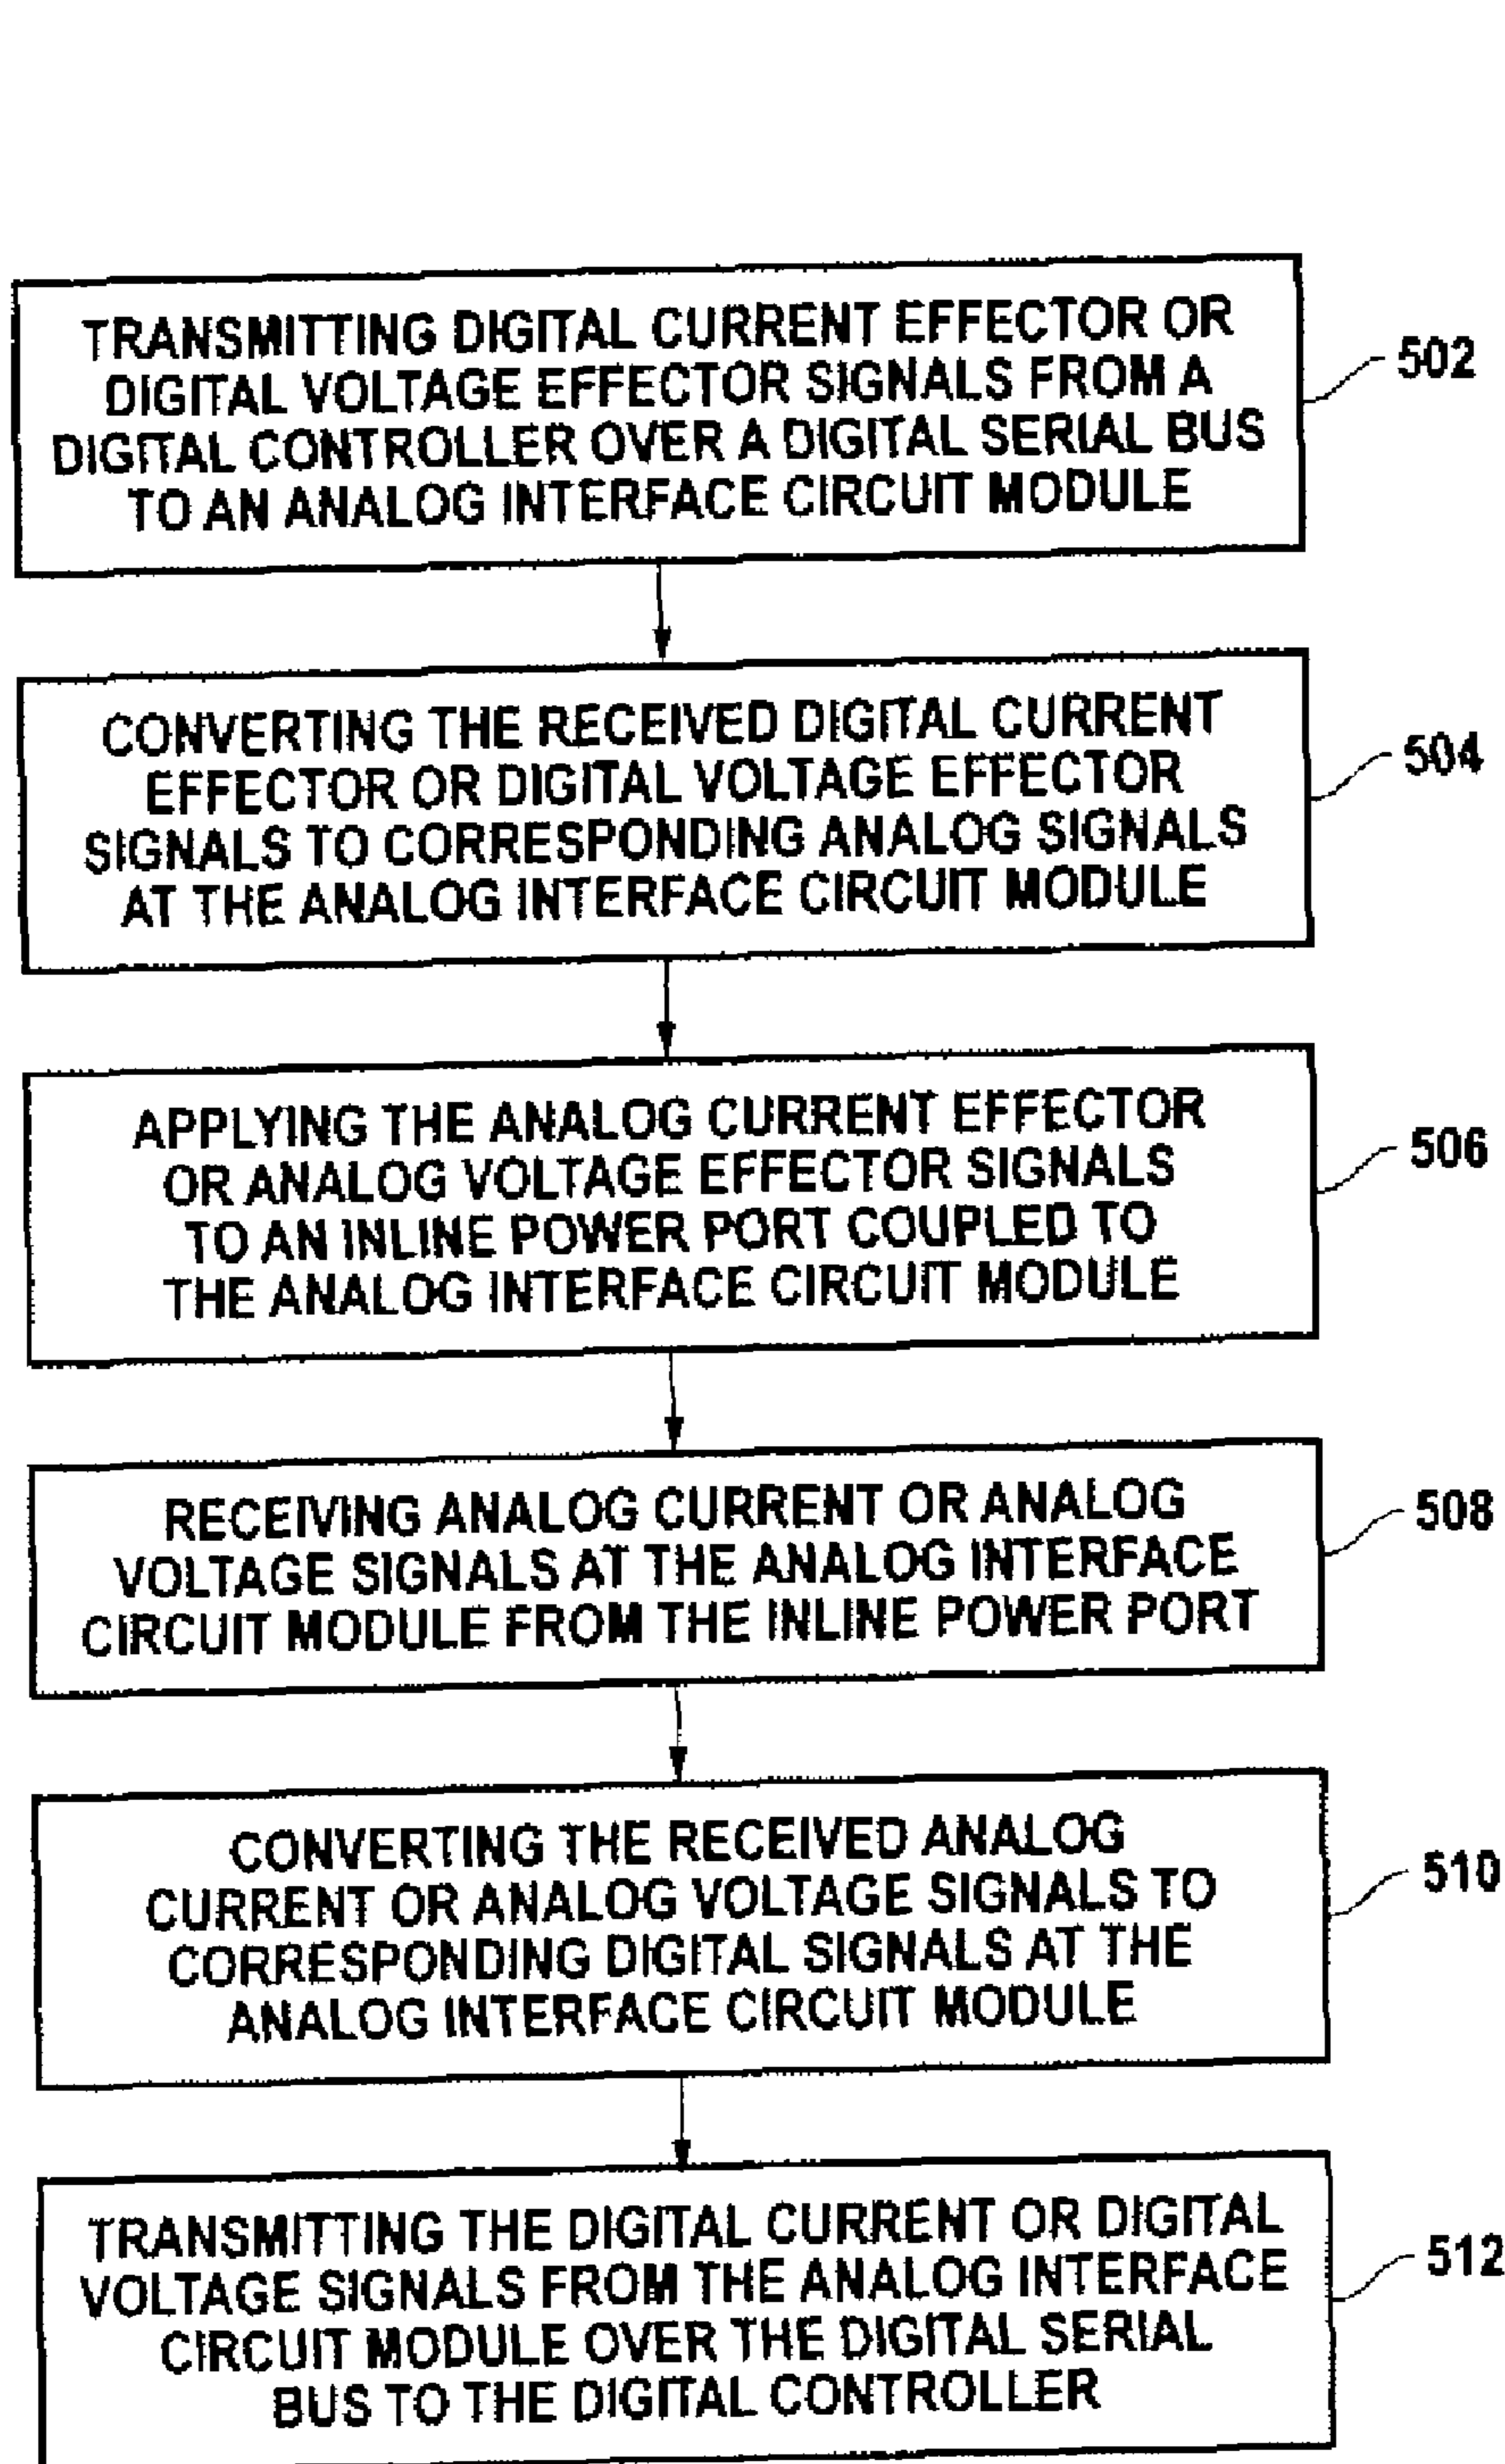 TRANSMITTING DIGITAL CURRENT EFFECTOR OR
DIGITAL VOLTAGE EFFECTOR SIGNALS FROM A
DIGITAL CONTROLLER OVER A DIGITAL SERIAL BUS
TO AN ANALOG INTERFACE CIRCUIT MODULE
502
CONVERTING THE RECEIVED DIGITAL CURRENT
EFFECTOR OR DIGITAL VOLTAGE EFFECTOR
SIGNALS TO CORRESPONDING ANALOG SIGNALS
AT THE ANALOG INTERFACE CIRCUIT MODULE
504
APPLYING THE ANALOG CURRENT EFFECTOR
OR ANALOG VOLTAGE EFFECTOR SIGNALS
TO AN INLINE POWER PORT COUPLED TO
THE ANALOG INTERFACE CIRCUIT MODULE
506
RECEIVING ANALOG CURRENT OR ANALOG
VOLTAGE SIGNALS AT THE ANALOG INTERFACE
CIRCUIT MODULE FROM THE INLINE POWER PORT
508
CONVERTING THE RECEIVED ANALOG
CURRENT OR ANALOG VOLTAGE SIGNALS TO
CORRESPONDING DIGITAL SIGNALS AT THE
ANALOG INTERFACE CIRCUIT MODULE
510
TRANSMITTING THE DIGITAL CURRENT OR DIGITAL
VOLTAGE SIGNALS FROM THE ANALOG INTERFACE
CIRCUIT MODULE OVER THE DIGITAL SERIAL
BUS TO THE DIGITAL CONTROLLER
512